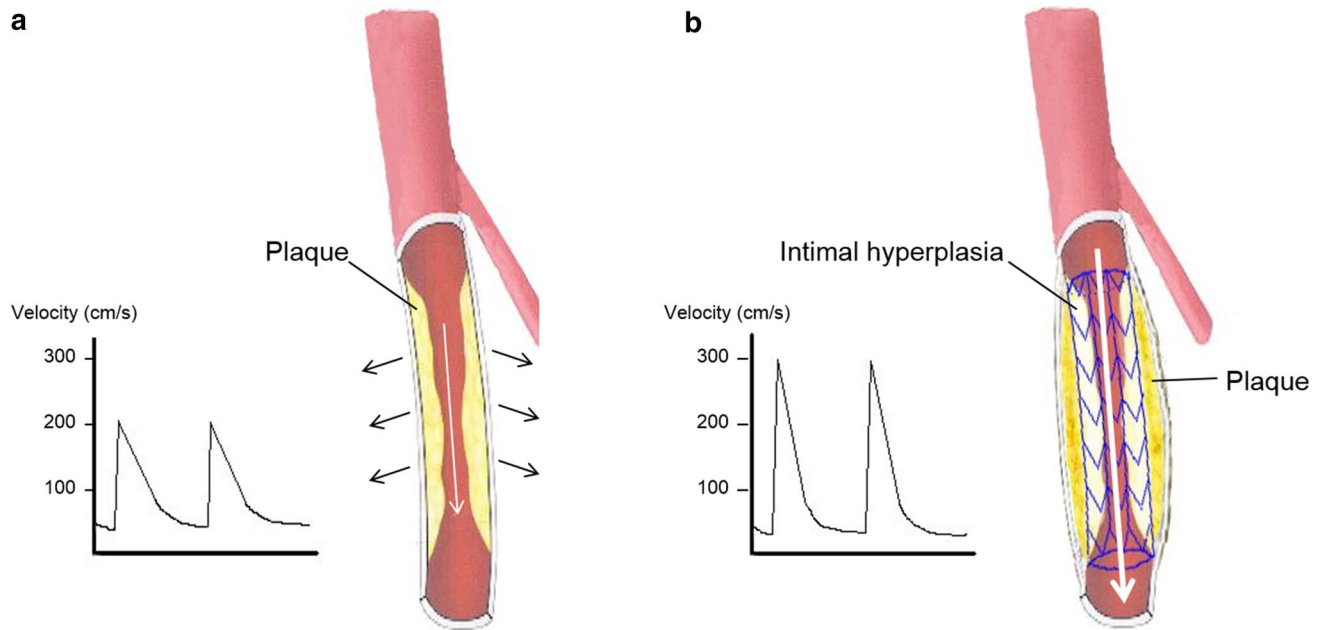 a
Plaque
Velocity (cm/s)
300
200
100
b
Intimal hyperplasia
Velocity (cm/s)
300
200
100
Plaque